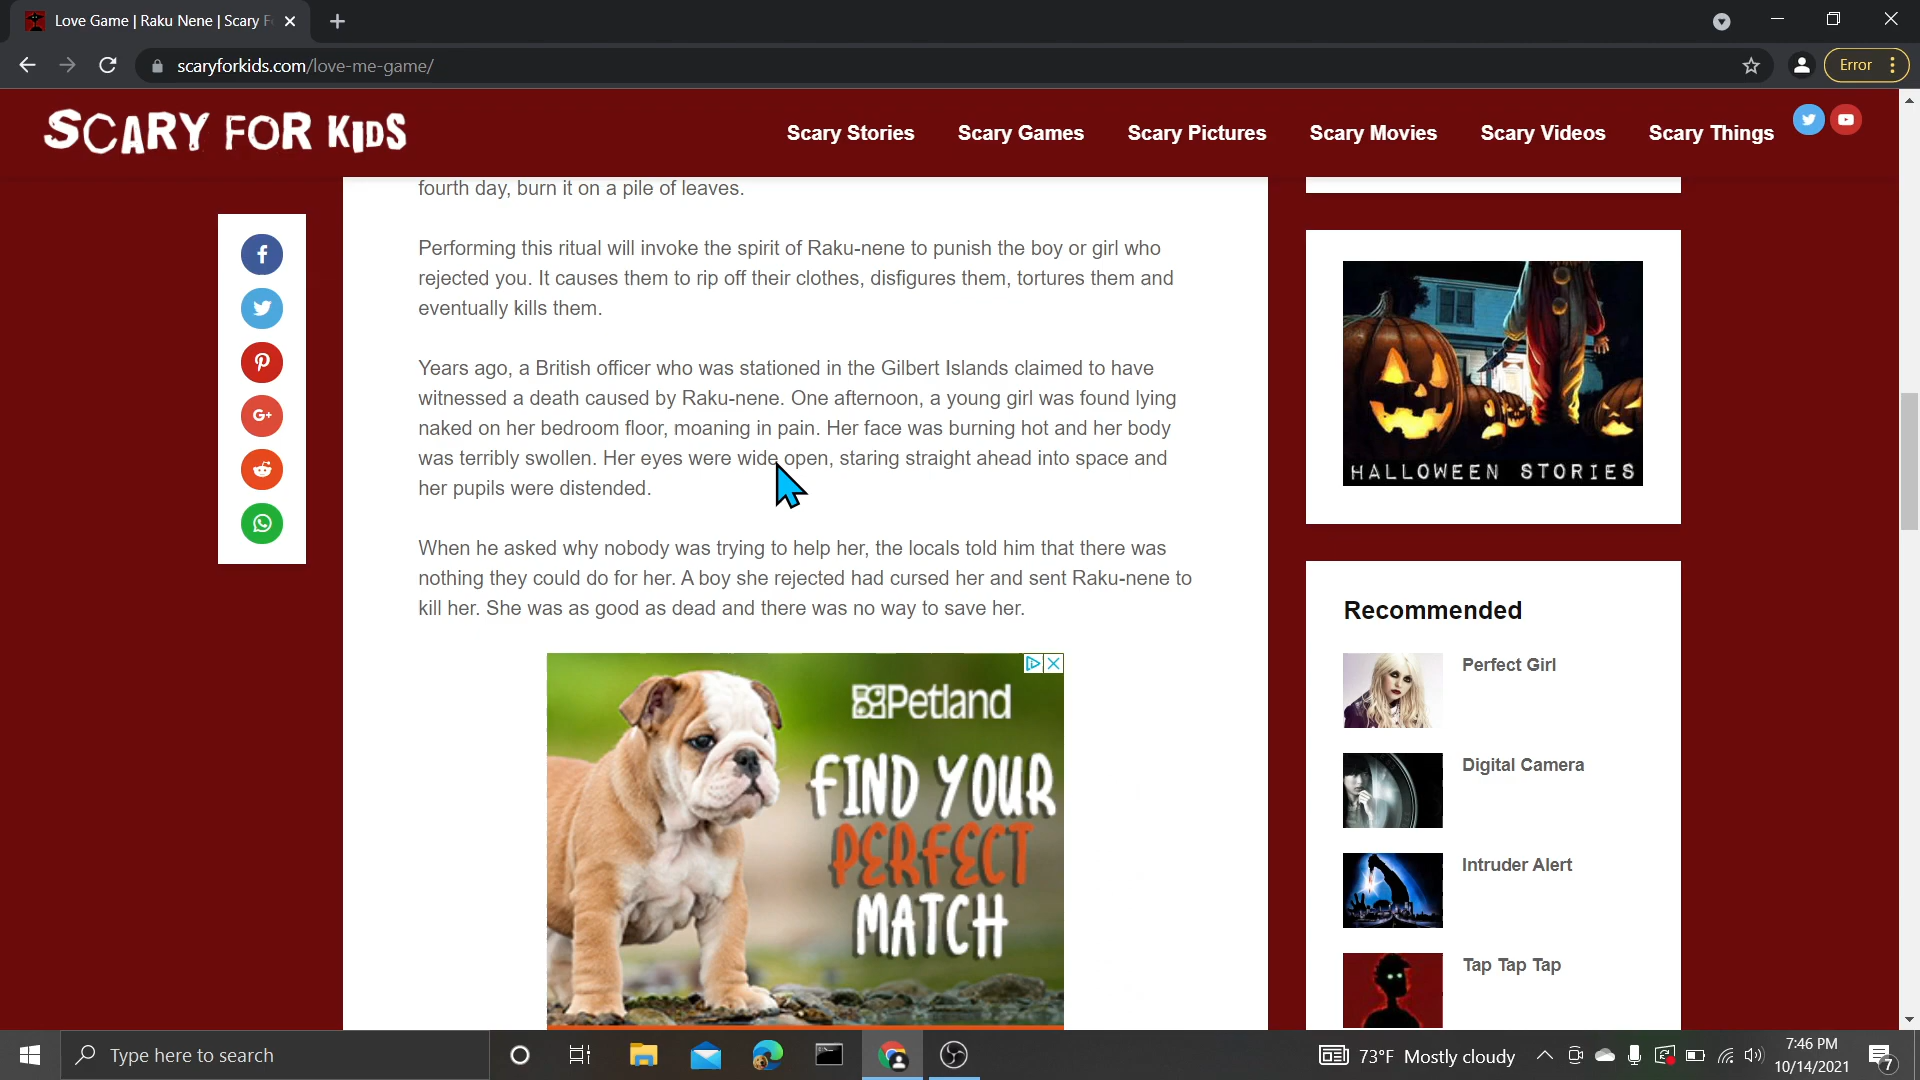 Love Game | Raku Nene | Scary F
scaryforkids.com/love-me-game/
Error
SCARY FOR KIDS
Scary Stories
Scary Games
Scary Pictures
Scary Movies
Scary Videos
Scary Things
fourth day, burn it on a pile of leaves.
Performing this ritual will invoke the spirit of Raku-nene to punish the boy or girl who
rejected you. It causes them to rip off their clothes, disfigures them, tortures them and
eventually kills them.
Years ago, a British officer who was stationed in the Gilbert Islands claimed to have
witnessed a death caused by Raku-nene. One afternoon, a young girl was found lying
naked on her bedroom floor, moaning in pain. Her face was burning hot and her body
was terribly swollen. Her eyes were wide open, staring straight ahead into space and
her pupils were distended.
When he asked why nobody was trying to help her, the locals told him that there was
nothing they could do for her. A boy she rejected had cursed her and sent Raku-nene to
kill her. She was as good as dead and there was no way to save her.
Petland
FIND YOUR
PERFECT
MATCH
HALLOWEEN STORIES
Recommended
Perfect Girl
Digital Camera
Intruder Alert
Tap Tap Tap
f
G+
Type here to search
73°F Mostly cloudy
7:46 PM
10/14/2021
7